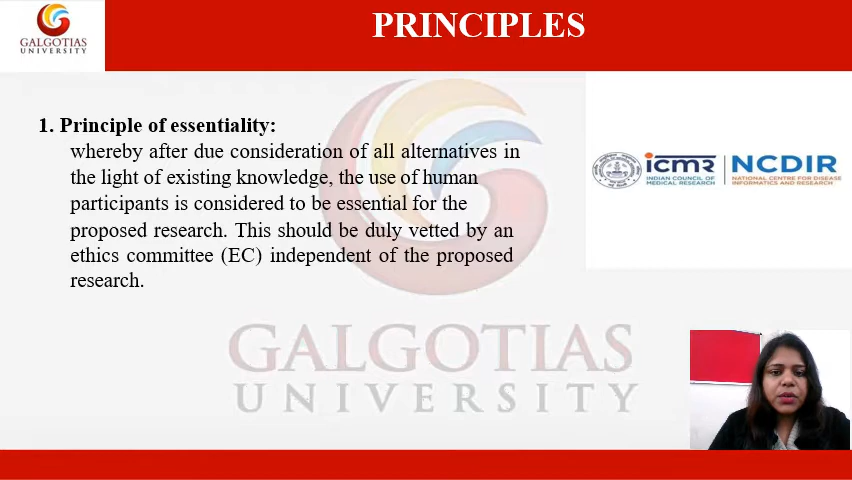 GALGOTIAS
UNIVERSITY
PRINCIPLES
1. Principle of essentiality:
whereby after due consideration of all alternatives in
the light of existing knowledge, the use of human
participants is considered to be essential for the
proposed research. This should be duly vetted by an
ethics committee (EC) independent of the proposed
research.
icmr
INDIAN COUNCIL OF
MEDICAL RESEARCH
NCDIR
NATIONAL CENTRE FOR DISEASE
INFORMATICS AND RESEARCH
GALGOTIAS
UNIVERSITY